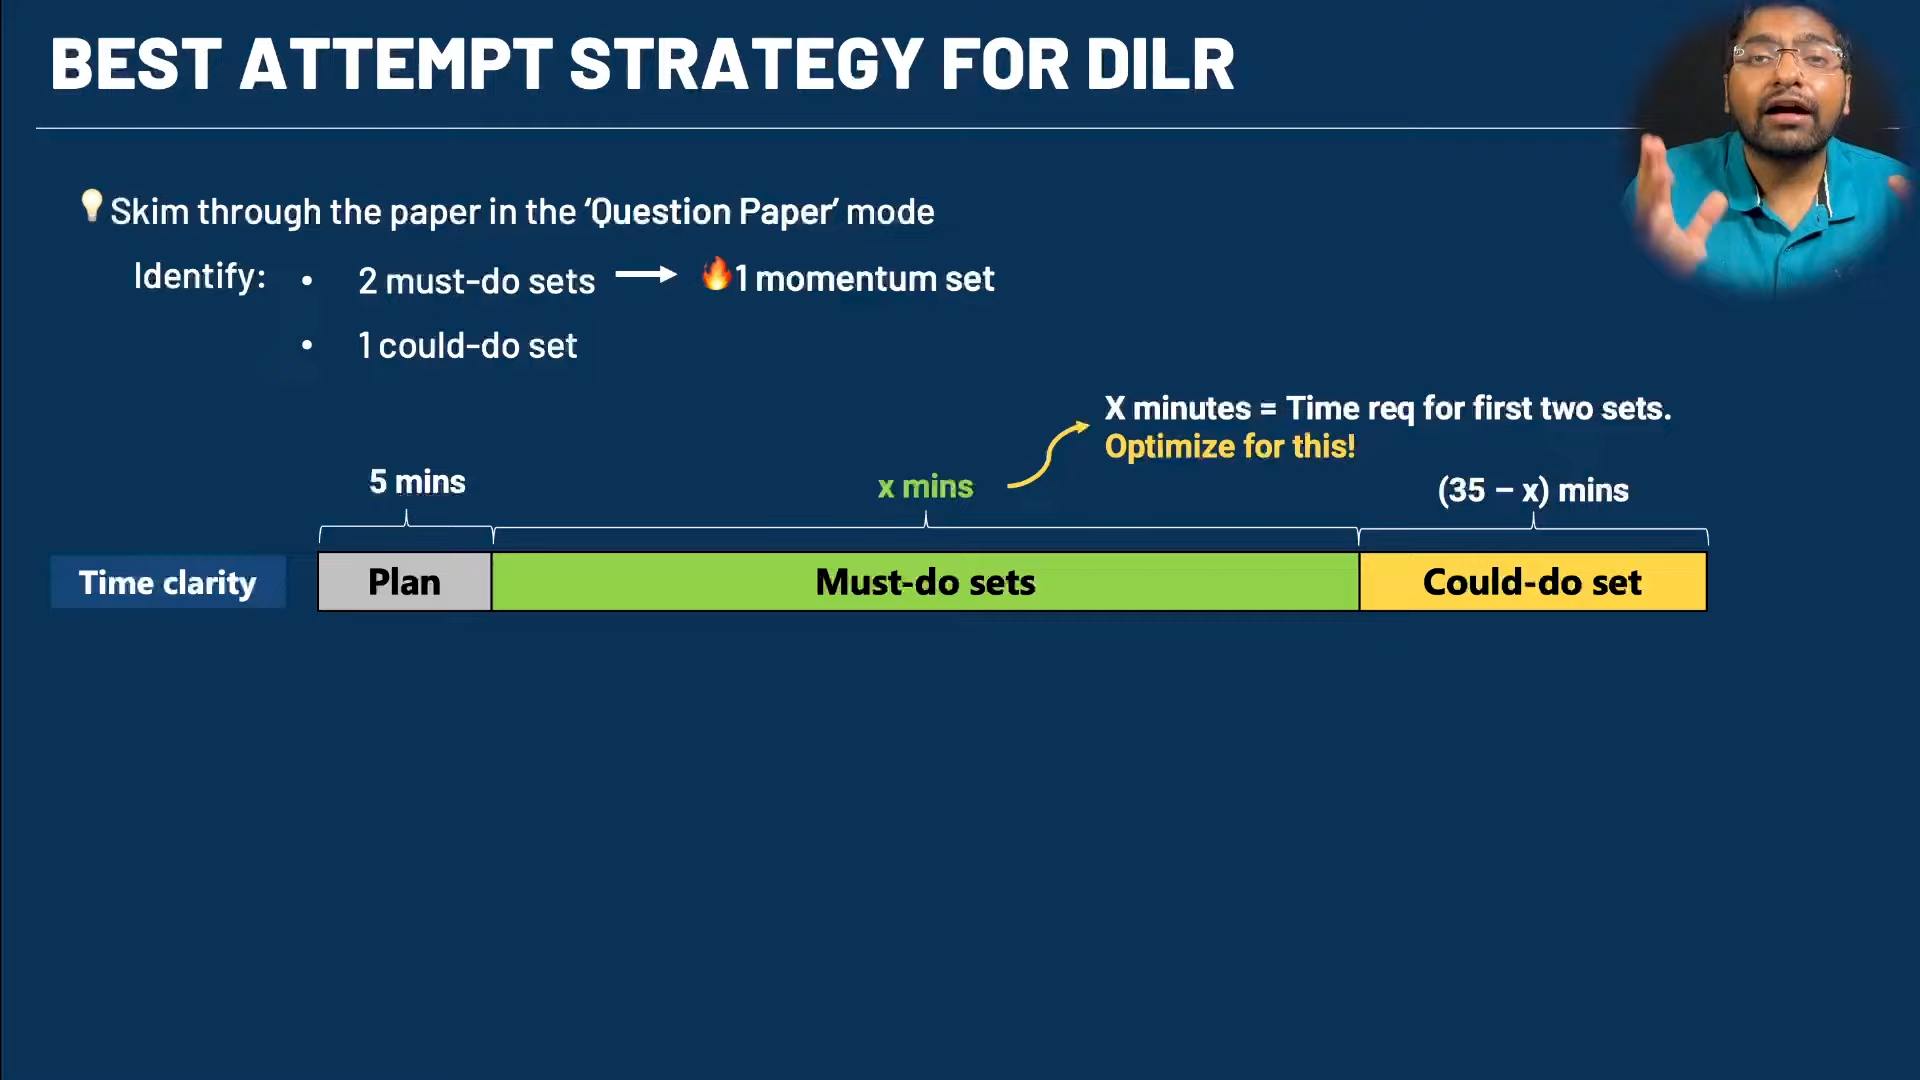 BEST ATTEMPT STRATEGY FOR DILR
Skim through the paper in the ‘Question Paper’ mode
Identify: • 2 must-do sets → 1 momentum set
• 1 could-do set
X minutes = Time req for first two sets.
Optimize for this!
5 mins x mins (35 – x) mins
Time clarity Plan Must-do sets Could-do set